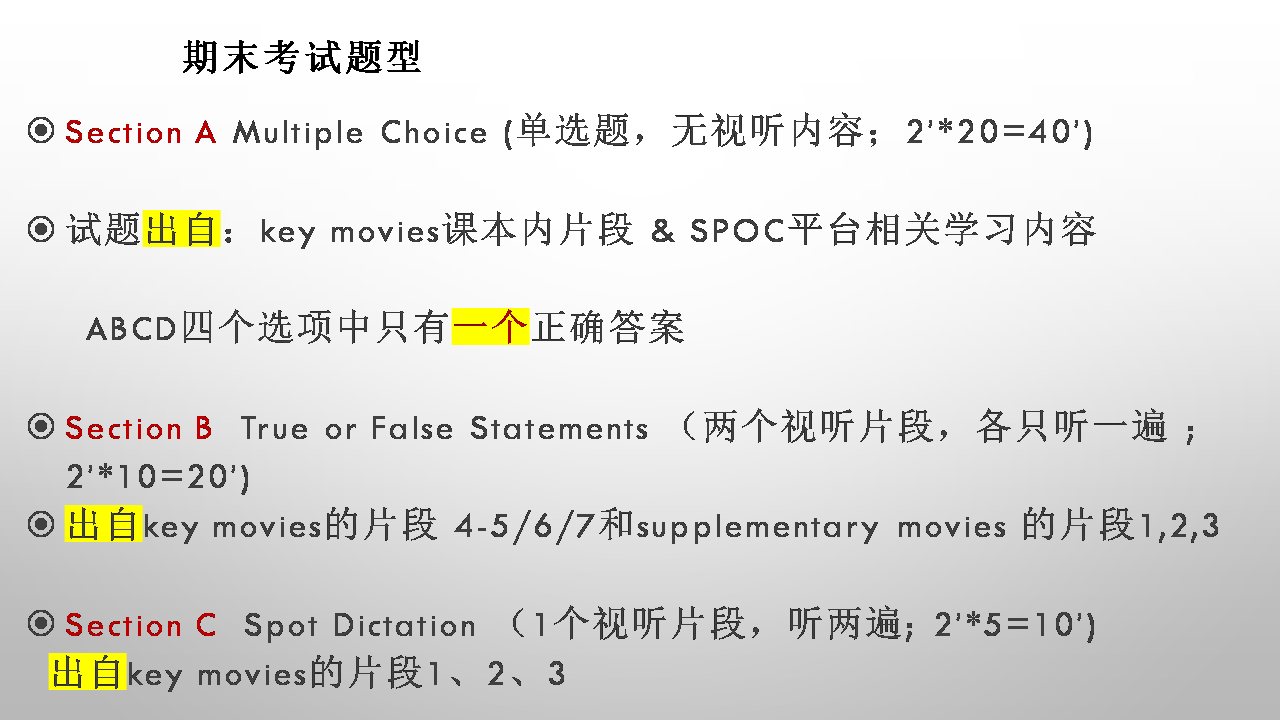 期末考试题型
Section A Multiple Choice (单选题，无视听内容；2'*20=40')
试题出自：key movies课本内片段 & SPOC平台相关学习内容
ABCD四个选项中只有一个正确答案
Section B True or False Statements （两个视听片段，各只听一遍 ；
2'*10=20')
出自key movies的片段 4-5/6/7和supplementary movies 的片段1,2,3
Section C Spot Dictation （1个视听片段，听两遍; 2'*5=10')
出自key movies的片段1、2、3